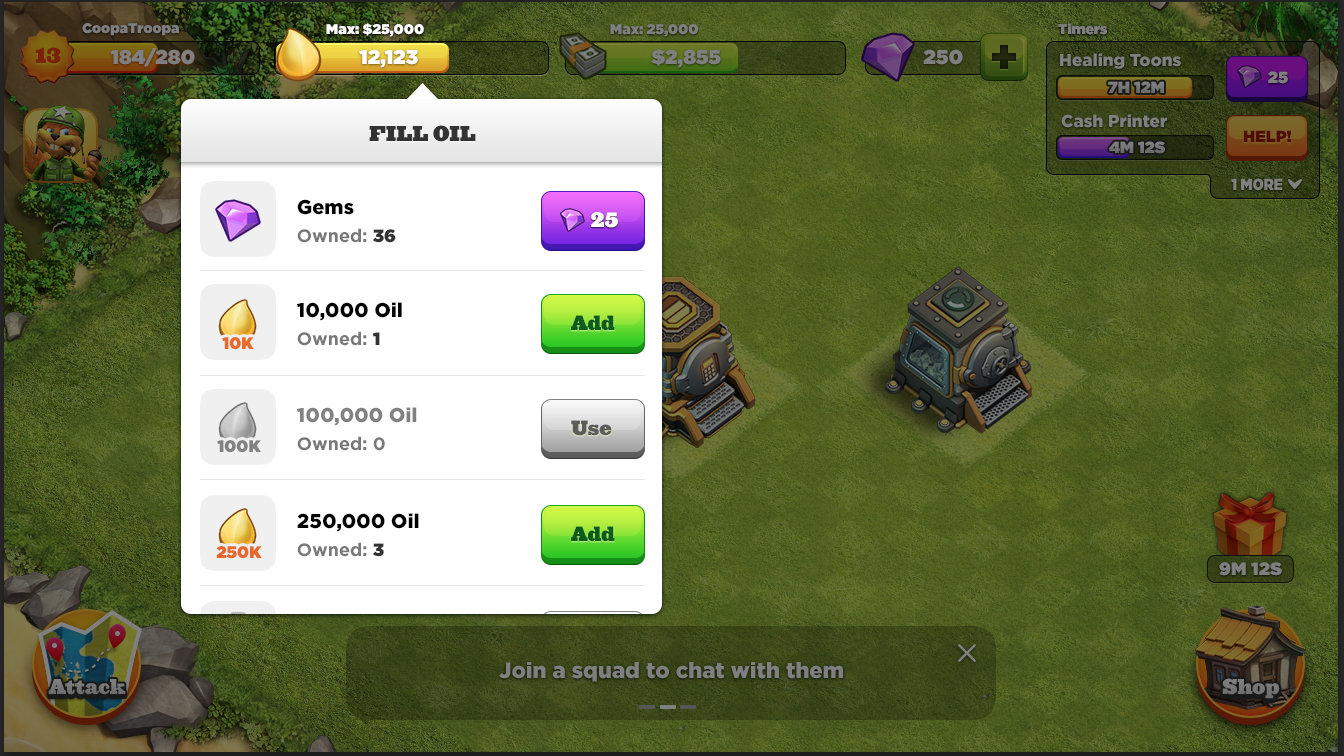 CoopaTroopa
13
184/280
Max: $25,000
12,123
Max: 25,000
$2,855
250
Timers
Healing Toons
7H 12M
25
Cash Printer
4M 12S
HELP!
1 MORE
FILL OIL
Gems
Owned: 36
25
10K
10,000 Oil
Owned: 1
Add
100K
100,000 Oil
Owned: 0
Use
250K
250,000 Oil
Owned: 3
Add
9M 12S
Join a squad to chat with them
Attack
Shop